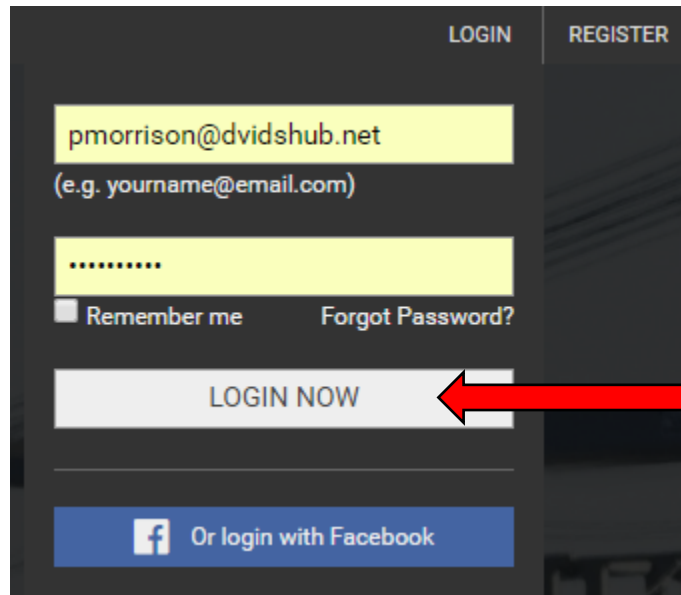 LOGIN REGISTER
pmorrison@dvidshub.net
(e.g. yourname@email.com)
••••••••••
Remember me Forgot Password?
LOGIN NOW
f Or login with Facebook